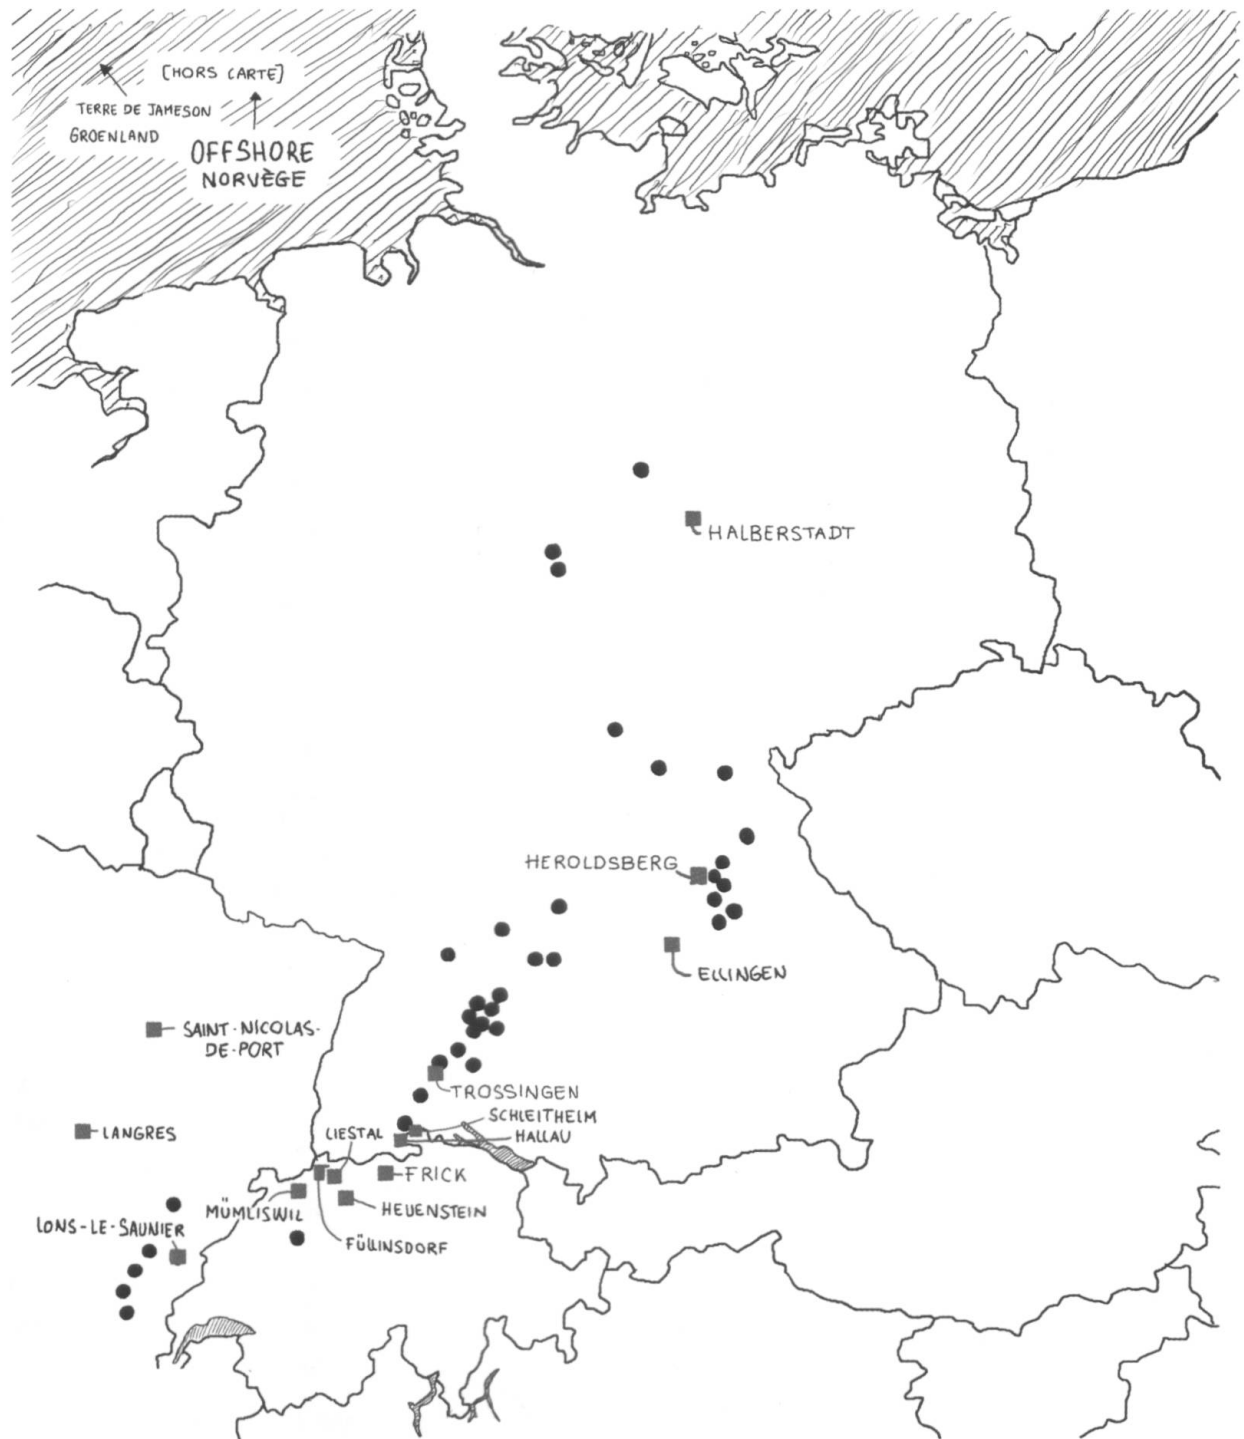 [HORS CARTE]
TERRE DE JAMESON
GROENLAND
OFFSHORE
NORVÈGE
HALBERSTADT
HEROLDSBERG
ELLINGEN
SAINT-NICOLAS-
DE-PORT
TROSSINGEN
SCHLEITHEIM
LANGRES
LIESTAL
HALLAU
FRICK
MÜMLISWIL
HEUENSTEIN
LONS-LE-SAUNIER
FÜLLINSDORF